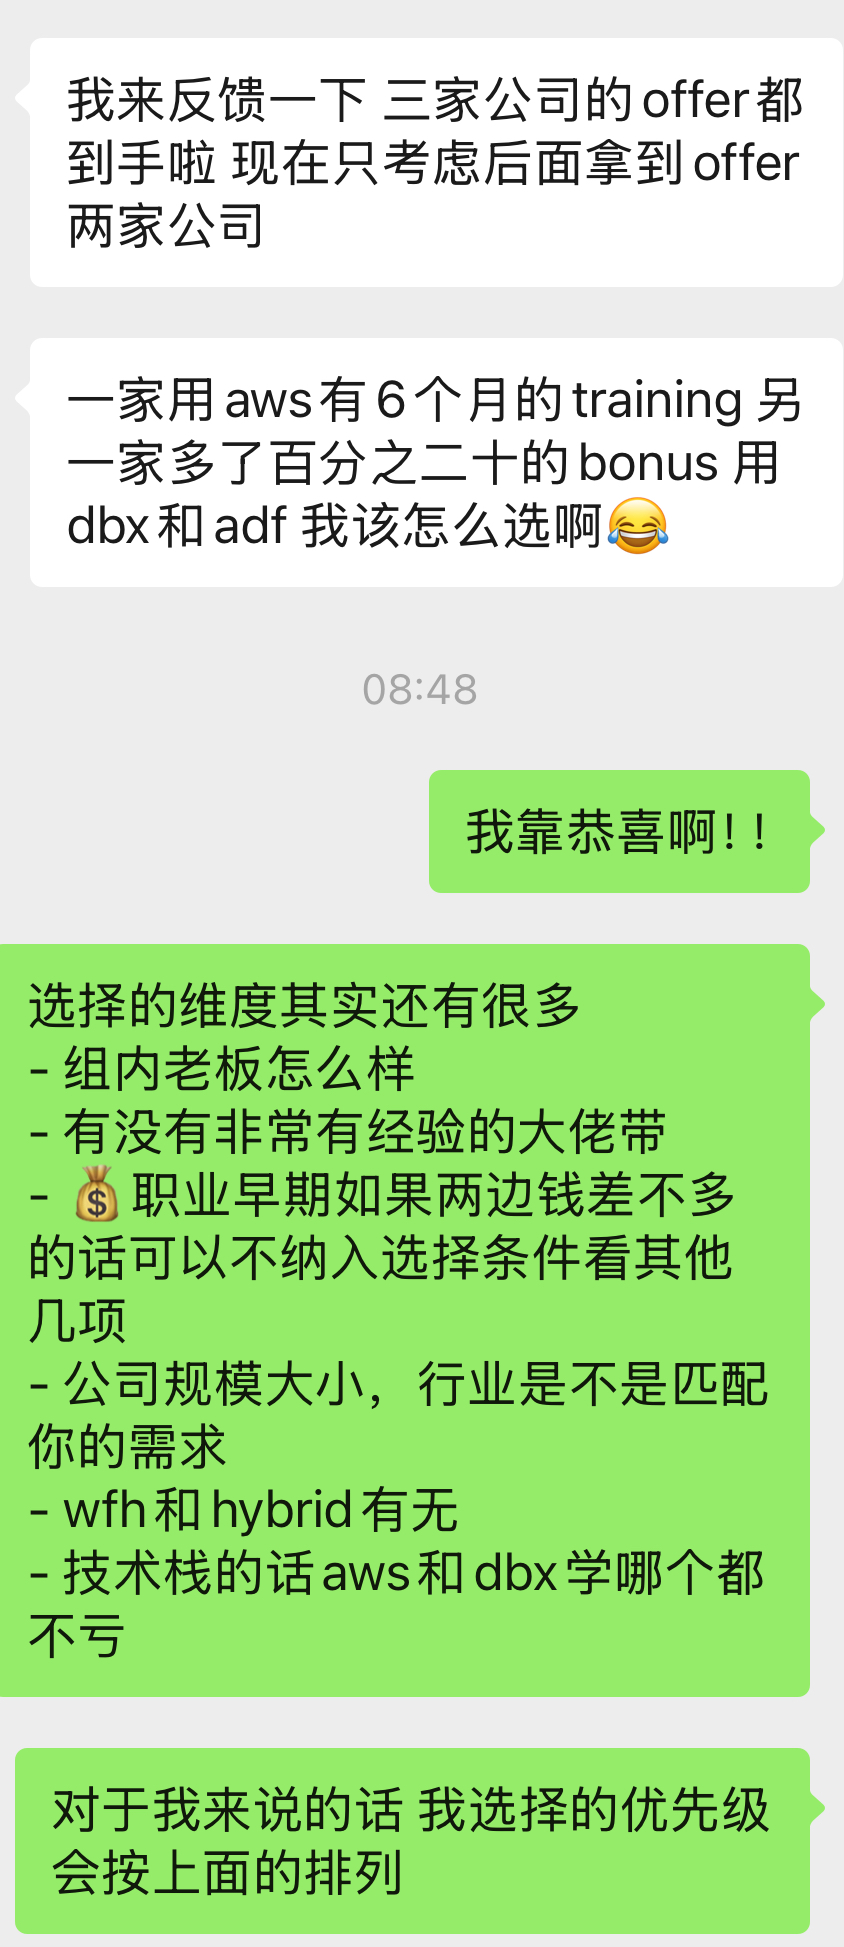 我来反馈一下 三家公司的offer都
到手啦 现在只考虑后面拿到offer
两家公司
一家用aws有6个月的training 另
一家多了百分之二十的bonus 用
dbx和adf 我该怎么选啊😂
08:48
我靠恭喜啊！！
选择的维度其实还有很多
- 组内老板怎么样
- 有没有非常有经验的大佬带
- 💰职业早期如果两边钱差不多
的话可以不纳入选择条件看其他
几项
- 公司规模大小，行业是不是匹配
你的需求
- wfh和hybrid有无
- 技术栈的话aws和dbx学哪个都
不亏
对于我来说的话 我选择的优先级
会按上面的排列